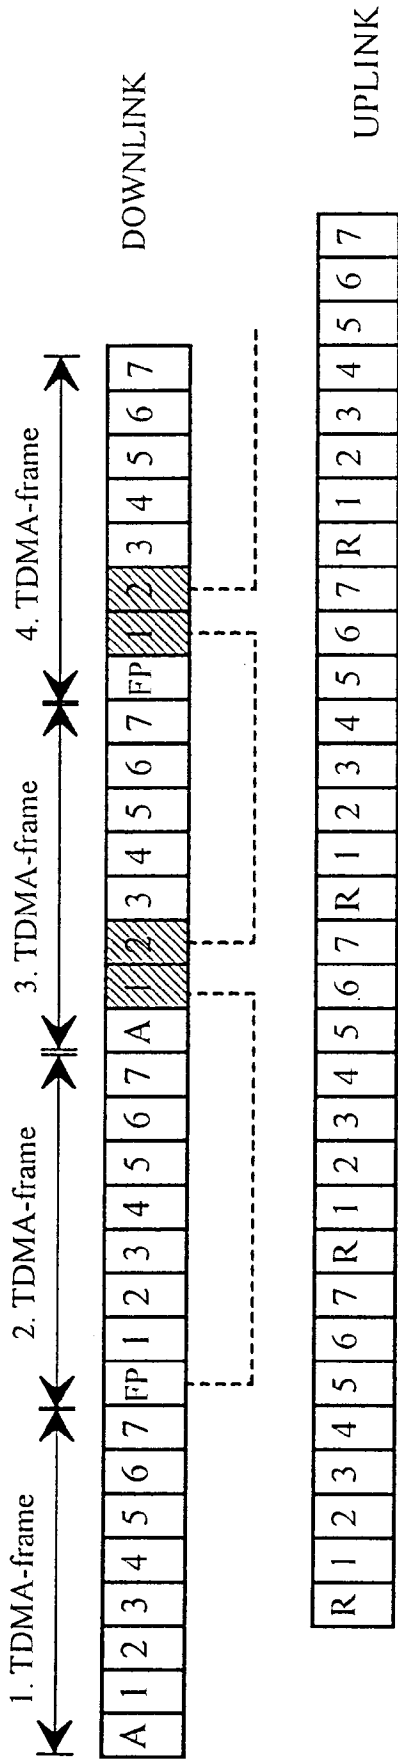 1. TDMA-frame 2. TDMA-frame 3. TDMA-frame 4. TDMA-frame
A 1 2 3 4 5 6 7 FP 1 2 3 4 5 6 7 A 1 2 3 4 5 6 7 FP 1 2 3 4 5 6 7
DOWNLINK
R 1 2 3 4 5 6 7 R 1 2 3 4 5 6 7 R 1 2 3 4 5 6 7 R 1 2 3 4 5 6 7
UPLINK